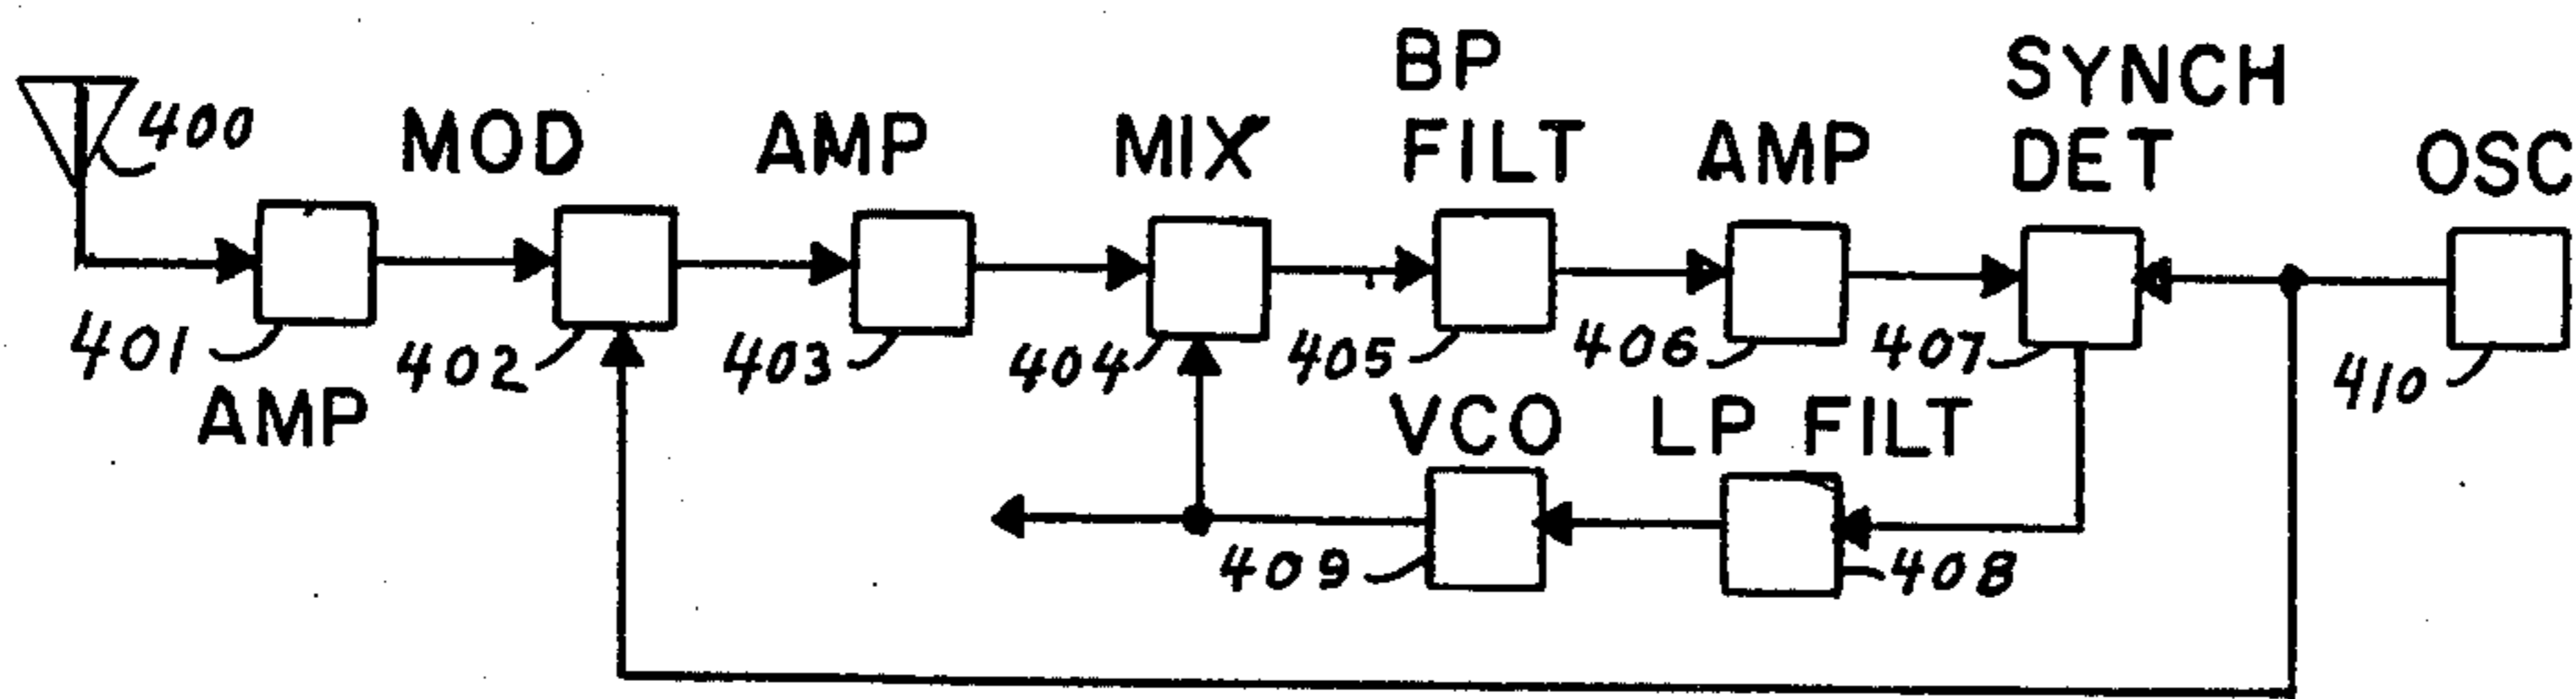 BP
SYNCH
400
MOD
AMP
MIX
FILT
AMP
DET
OSC
401
402
403
404
405
406
407
410
AMP
VCO
LP FILT
409
408